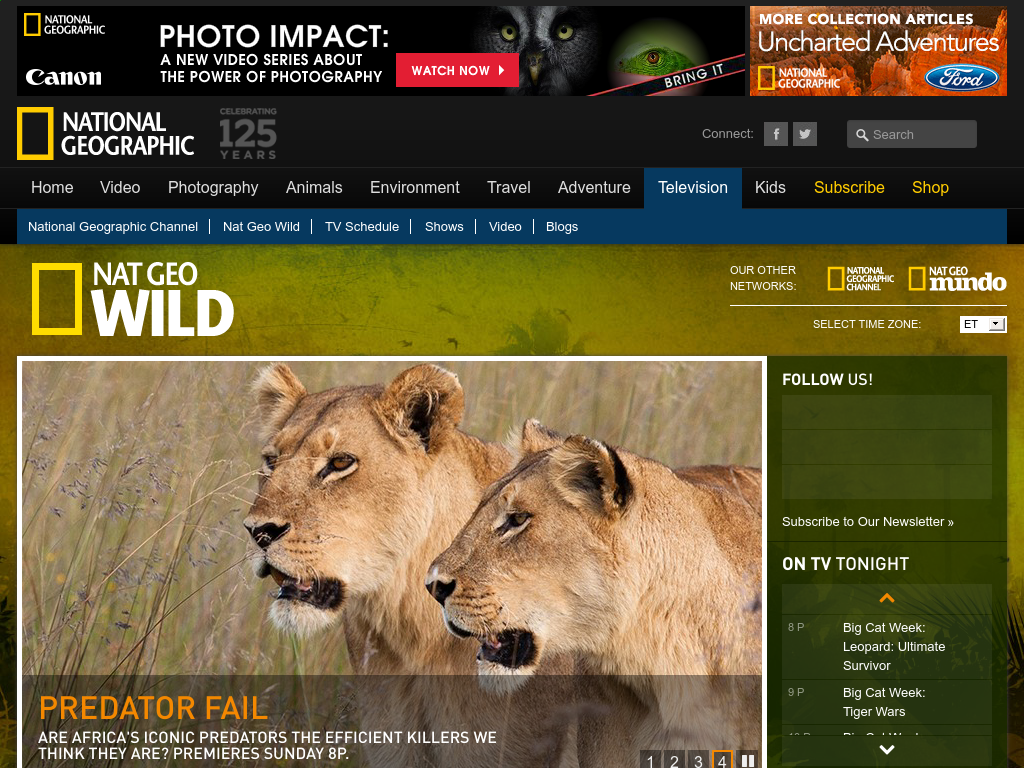 NATIONAL
GEOGRAPHIC
Canon
PHOTO IMPACT:
A NEW VIDEO SERIES ABOUT
THE POWER OF PHOTOGRAPHY
WATCH NOW
BRING IT
MORE COLLECTION ARTICLES
Uncharted Adventures
NATIONAL
GEOGRAPHIC
Ford
NATIONAL
GEOGRAPHIC
CELEBRATING
125
YEARS
Connect:
Search
Home Video Photography Animals Environment Travel Adventure Television Kids Subscribe Shop
National Geographic Channel Nat Geo Wild TV Schedule Shows Video Blogs
NAT GEO
WILD
OUR OTHER
NETWORKS:
NATIONAL
GEOGRAPHIC
CHANNEL
NAT GEO
mundo
SELECT TIME ZONE:
ET
PREDATOR FAIL
ARE AFRICA'S ICONIC PREDATORS THE EFFICIENT KILLERS WE
THINK THEY ARE? PREMIERES SUNDAY 8P.
1 2 3 4
FOLLOW US!
Subscribe to Our Newsletter »
ON TV TONIGHT
8 P Big Cat Week:
Leopard: Ultimate
Survivor
9 P Big Cat Week:
Tiger Wars